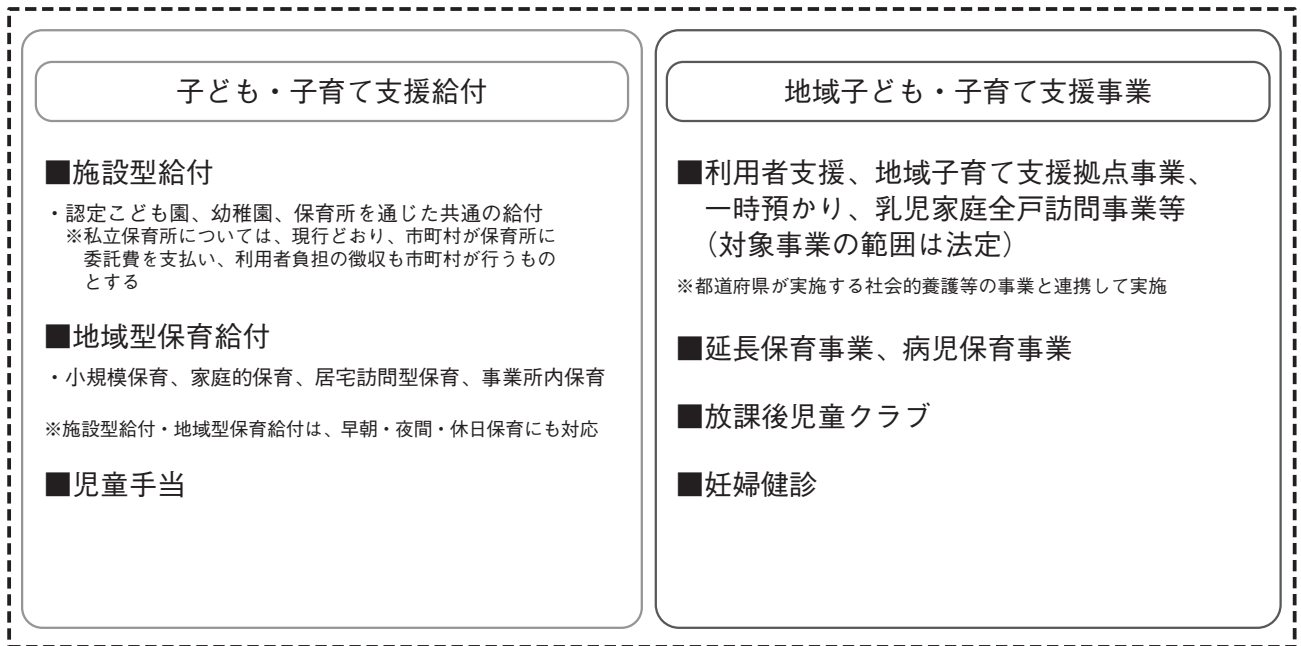 子ども・子育て支援給付
■施設型給付
・認定こども園、幼稚園、保育所を通じた共通の給付
※私立保育所については、現行どおり、市町村が保育所に
委託費を支払い、利用者負担の徴収も市町村が行うもの
とする
■地域型保育給付
・小規模保育、家庭的保育、居宅訪問型保育、事業所内保育
※施設型給付・地域型保育給付は、早朝・夜間・休日保育にも対応
■児童手当
地域子ども・子育て支援事業
■利用者支援、地域子育て支援拠点事業、
一時預かり、乳児家庭全戸訪問事業等
（対象事業の範囲は法定）
※都道府県が実施する社会的養護等の事業と連携して実施
■延長保育事業、病児保育事業
■放課後児童クラブ
■妊婦健診